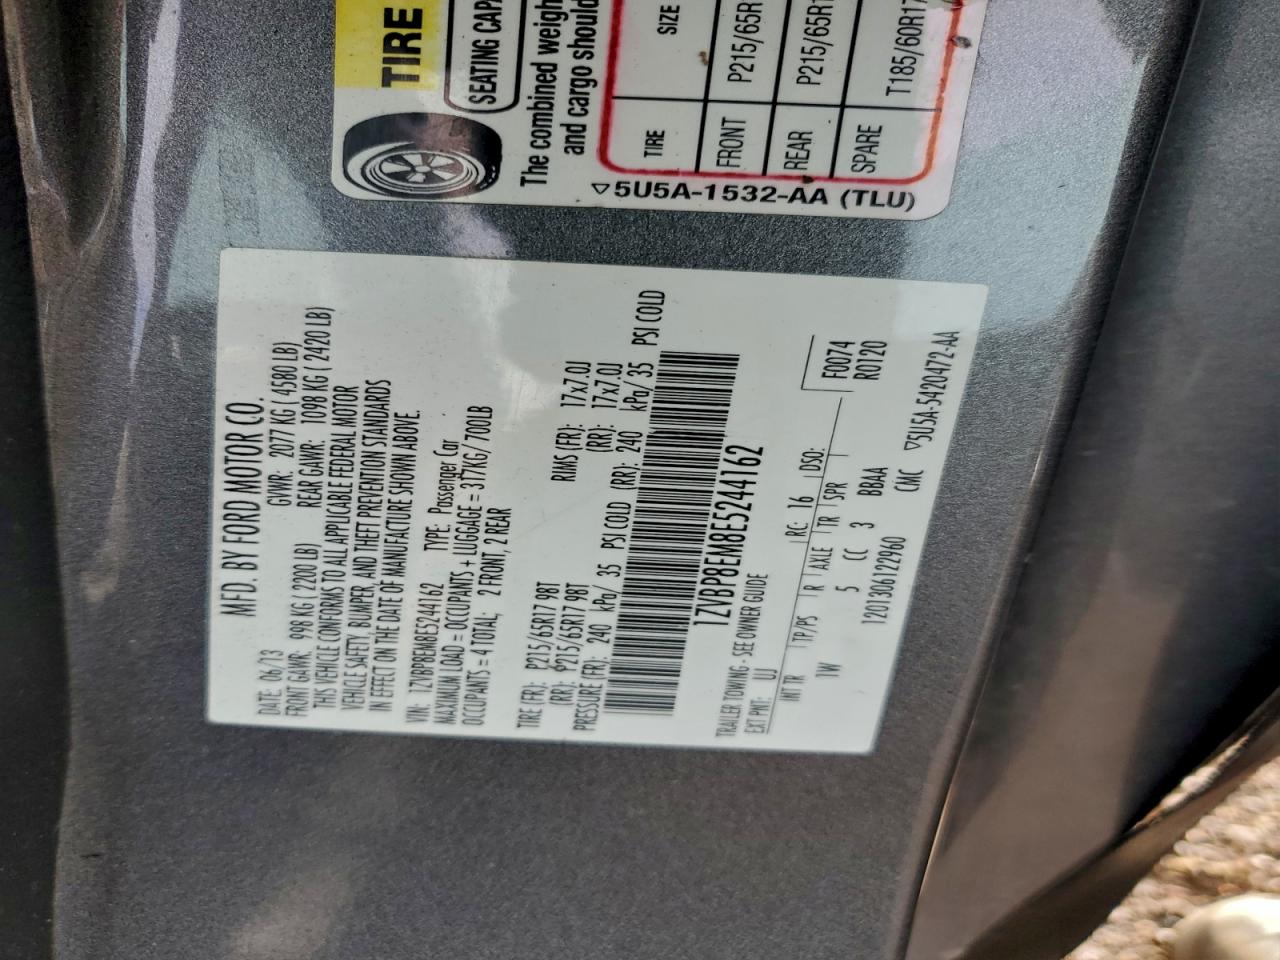 TIRE
SEATING CAP
The combined weigh
and cargo should
TIRE SIZE
FRONT P215/65R
REAR P215/65R1
SPARE T185/60R17
5U5A-1532-AA (TLU)
MFD. BY FORD MOTOR CO.
DATE: 06/13 GVWR: 2077 KG ( 4580 LB)
FRONT GAWR: 998 KG ( 2200 LB) REAR GAWR: 1098 KG ( 2420 LB)
THIS VEHICLE CONFORMS TO ALL APPLICABLE FEDERAL MOTOR
VEHICLE SAFETY, BUMPER, AND THEFT PREVENTION STANDARDS
IN EFFECT ON THE DATE OF MANUFACTURE SHOWN ABOVE.
VIN: 1ZVBP8EM8E5244162 TYPE: Passenger Car
MAXIMUM LOAD = OCCUPANTS + LUGGAGE = 317KG/700LB
OCCUPANTS = 4 TOTAL; 2 FRONT, 2 REAR
TIRE (FR): P215/65R17 98T RIMS (FR): 17x7.0J
(RR): P215/65R17 98T (RR): 17x7.0J
PRESSURE (FR): 240 kPa/ 35 PSI COLD (RR): 240 kPa/ 35 PSI COLD
1ZVBP8EM8E5244162
TRAILER TOWING - SEE OWNER GUIDE
EXT PNT: UJ RC: 16 DSO: F0074
INT TR TP/PS R AXLE TR SPR R0120
1W 5 CC 3 BBAA
1201306122960 CMC 5U5A-5420472-AA